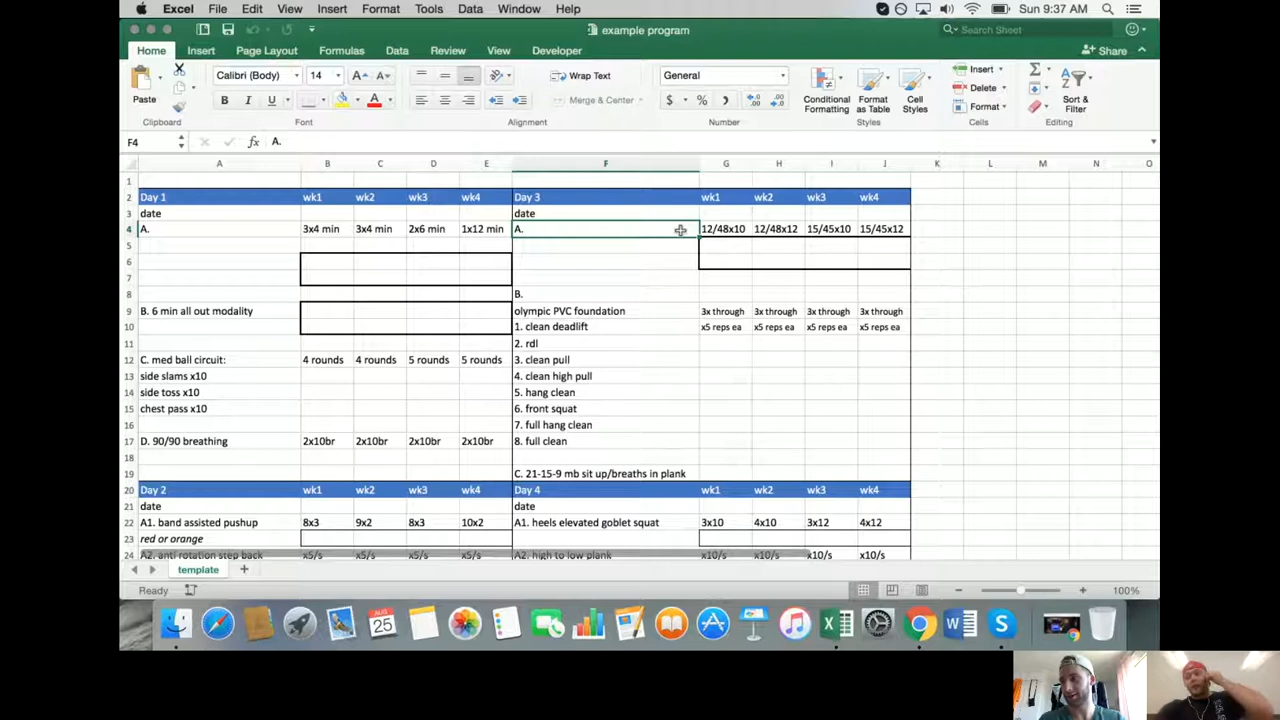 Excel File Edit View Insert Format Tools Data Window Help Sun 9:37 AM
example program Search Sheet
Home Insert Page Layout Formulas Data Review View Developer Share
Calibri (Body) 14 A A Wrap Text General Insert
Paste B I U A Merge & Center $ % Conditional Formatting Format as Table Cell Styles Delete Format Sort & Filter
Clipboard Font Alignment Number Styles Cells Editing
F4 fx A.
A B C D E F G H I J K L M N O
1
2 Day 1 wk1 wk2 wk3 wk4 Day 3 wk1 wk2 wk3 wk4
3 date date
4 A. 3x4 min 3x4 min 2x6 min 1x12 min A. 12/48x10 12/48x12 15/45x10 15/45x12
5
6
7
8 B.
9 B. 6 min all out modality olympic PVC foundation 3x through 3x through 3x through 3x through
10 1. clean deadlift x5 reps ea x5 reps ea x5 reps ea x5 reps ea
11 2. rdl
12 C. med ball circuit: 4 rounds 4 rounds 5 rounds 5 rounds 3. clean pull
13 side slams x10 4. clean high pull
14 side toss x10 5. hang clean
15 chest pass x10 6. front squat
16 7. full hang clean
17 D. 90/90 breathing 2x10br 2x10br 2x10br 2x10br 8. full clean
18
19 C. 21-15-9 mb sit up/breaths in plank
20 Day 2 wk1 wk2 wk3 wk4 Day 4 wk1 wk2 wk3 wk4
21 date date
22 A1. band assisted pushup 8x3 9x2 8x3 10x2 A1. heels elevated goblet squat 3x10 4x10 3x12 4x12
23 red or orange
24 A2. anti rotation step back x5/s x5/s x5/s x5/s A2. high to low plank x10/s x10/s x10/s x10/s
template
Ready 100%
AUG
25